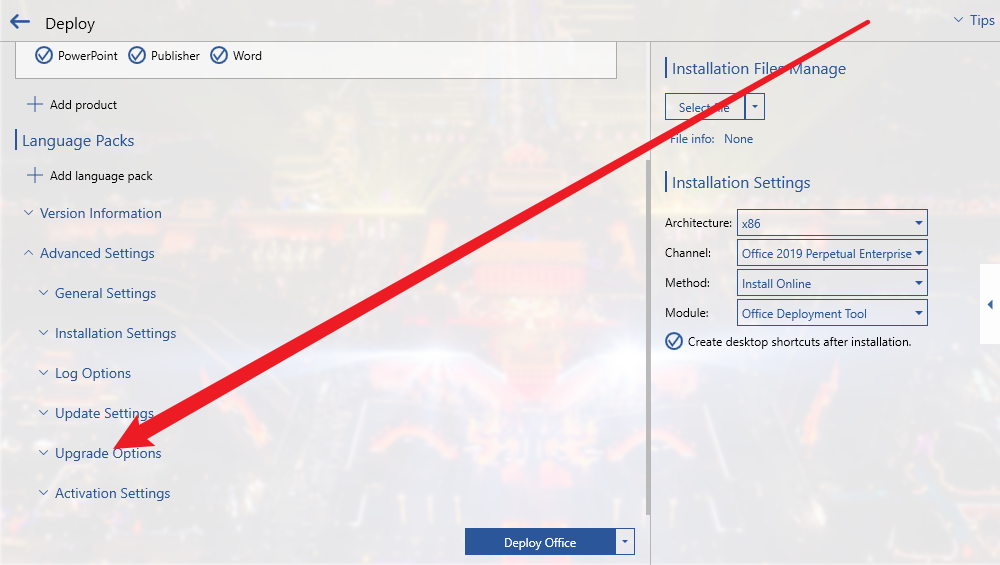 Deploy
Tips
PowerPoint Publisher Word
Add product
Language Packs
Add language pack
Version Information
Advanced Settings
General Settings
Installation Settings
Log Options
Update Settings
Upgrade Options
Activation Settings
Deploy Office
Installation Files Manage
Select file
File info: None
Installation Settings
Architecture: x86
Channel: Office 2019 Perpetual Enterprise
Method: Install Online
Module: Office Deployment Tool
Create desktop shortcuts after installation.